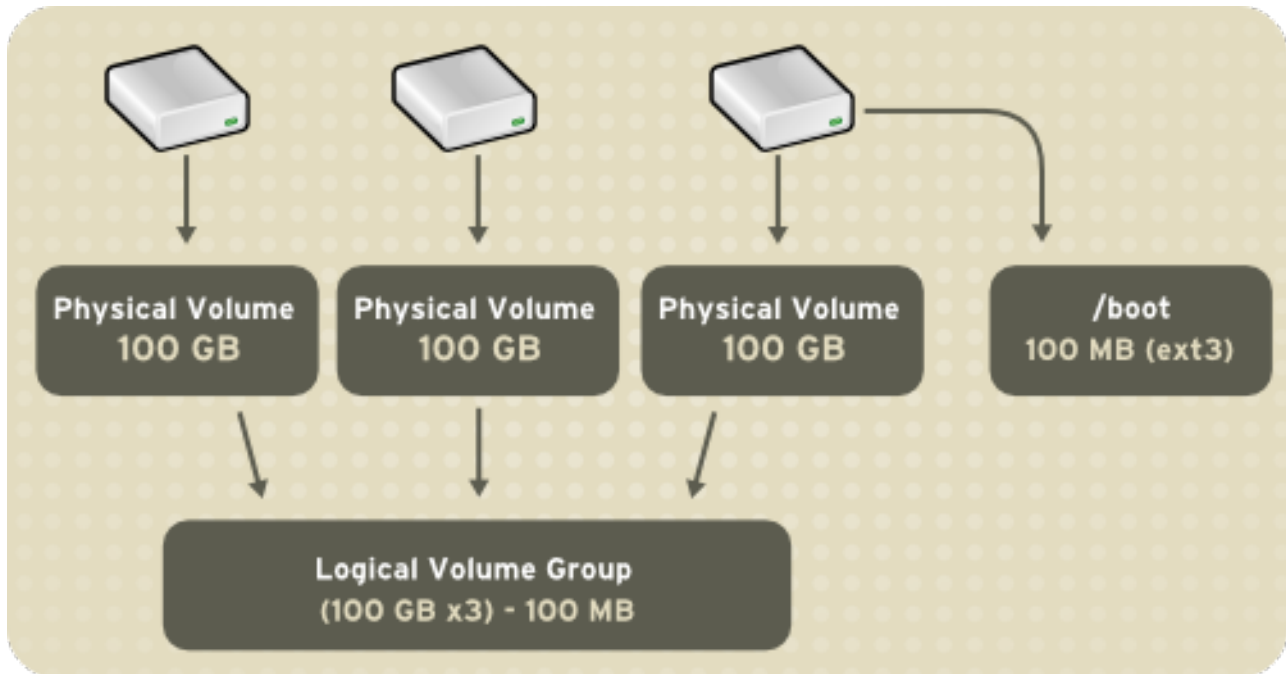 Physical Volume
100 GB
Physical Volume
100 GB
Physical Volume
100 GB
/boot
100 MB (ext3)
Logical Volume Group
(100 GB x3) - 100 MB